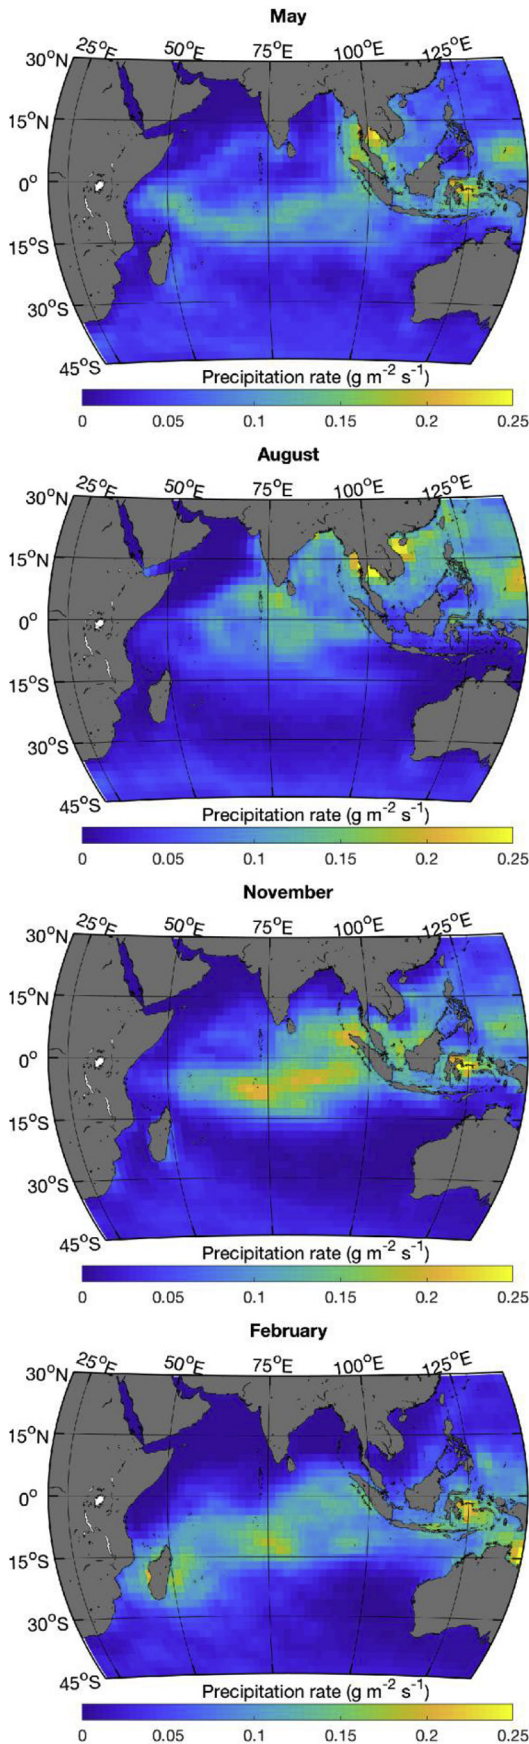 May
25°E 50°E 75°E 100°E 125°E
30°N
15°N
0°
15°S
30°S
45°S
Precipitation rate (g m-2 s-1)
0 0.05 0.1 0.15 0.2 0.25
August
25°E 50°E 75°E 100°E 125°E
30°N
15°N
0°
15°S
30°S
45°S
Precipitation rate (g m-2 s-1)
0 0.05 0.1 0.15 0.2 0.25
November
25°E 50°E 75°E 100°E 125°E
30°N
15°N
0°
15°S
30°S
45°S
Precipitation rate (g m-2 s-1)
0 0.05 0.1 0.15 0.2 0.25
February
25°E 50°E 75°E 100°E 125°E
30°N
15°N
0°
15°S
30°S
45°S
Precipitation rate (g m-2 s-1)
0 0.05 0.1 0.15 0.2 0.25